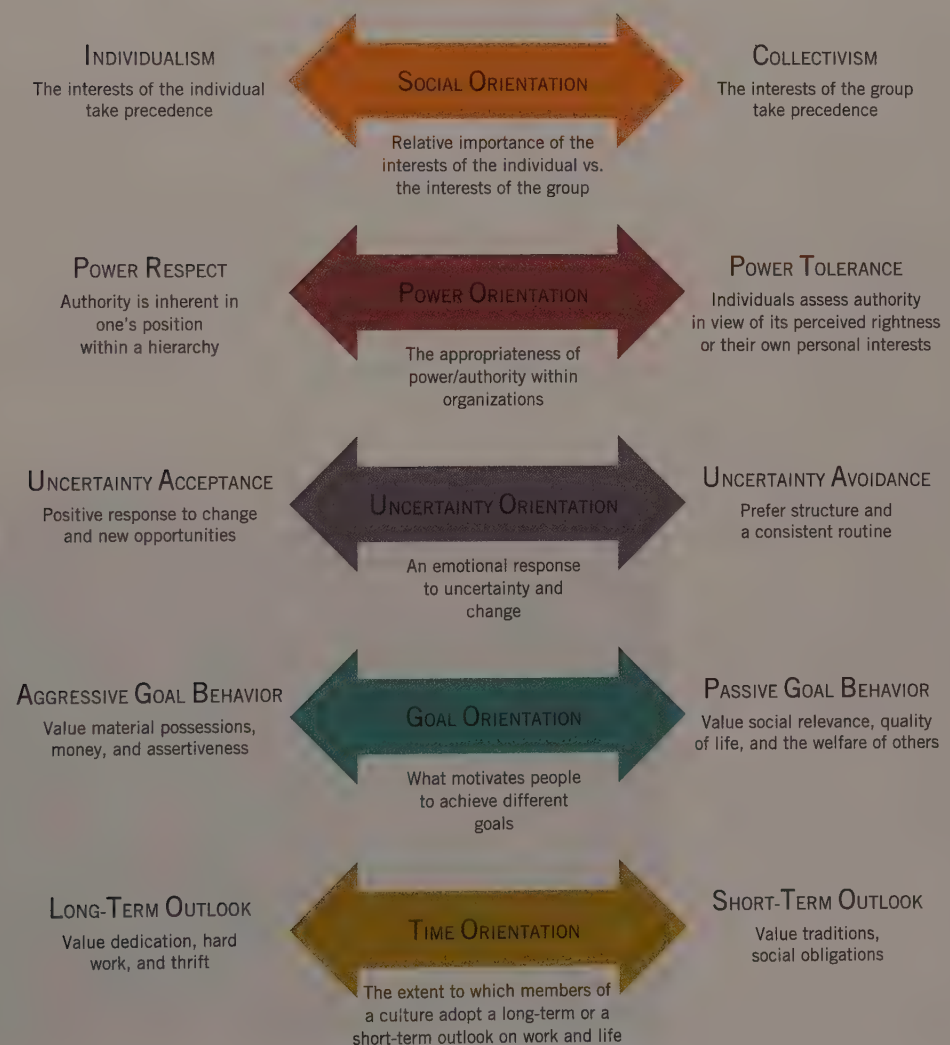 INDIVIDUALISM
The interests of the individual
take precedence
SOCIAL ORIENTATION
Relative importance of the
interests of the individual vs.
the interests of the group
COLLECTIVISM
The interests of the group
take precedence
POWER RESPECT
Authority is inherent in
one's position
within a hierarchy
POWER ORIENTATION
The appropriateness of
power/authority within
organizations
POWER TOLERANCE
Individuals assess authority
in view of its perceived rightness
or their own personal interests
UNCERTAINTY ACCEPTANCE
Positive response to change
and new opportunities
UNCERTAINTY ORIENTATION
An emotional response
to uncertainty and
change
UNCERTAINTY AVOIDANCE
Prefer structure and
a consistent routine
AGGRESSIVE GOAL BEHAVIOR
Value material possessions,
money, and assertiveness
GOAL ORIENTATION
What motivates people
to achieve different
goals
PASSIVE GOAL BEHAVIOR
Value social relevance, quality
of life, and the welfare of others
LONG-TERM OUTLOOK
Value dedication, hard
work, and thrift
TIME ORIENTATION
The extent to which members of
a culture adopt a long-term or a
short-term outlook on work and life
SHORT-TERM OUTLOOK
Value traditions,
social obligations